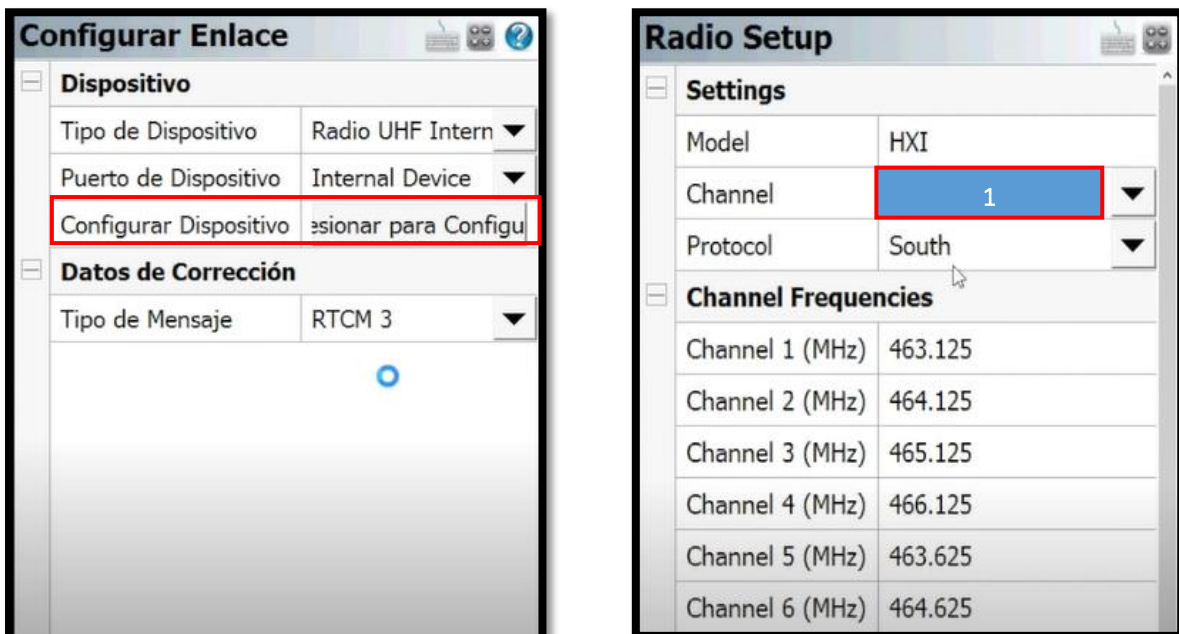 Configurar Enlace
Dispositivo
Tipo de Dispositivo Radio UHF Intern
Puerto de Dispositivo Internal Device
Configurar Dispositivo esionar para Configu
Datos de Corrección
Tipo de Mensaje RTCM 3
Radio Setup
Settings
Model HXI
Channel 1
Protocol South
Channel Frequencies
Channel 1 (MHz) 463.125
Channel 2 (MHz) 464.125
Channel 3 (MHz) 465.125
Channel 4 (MHz) 466.125
Channel 5 (MHz) 463.625
Channel 6 (MHz) 464.625